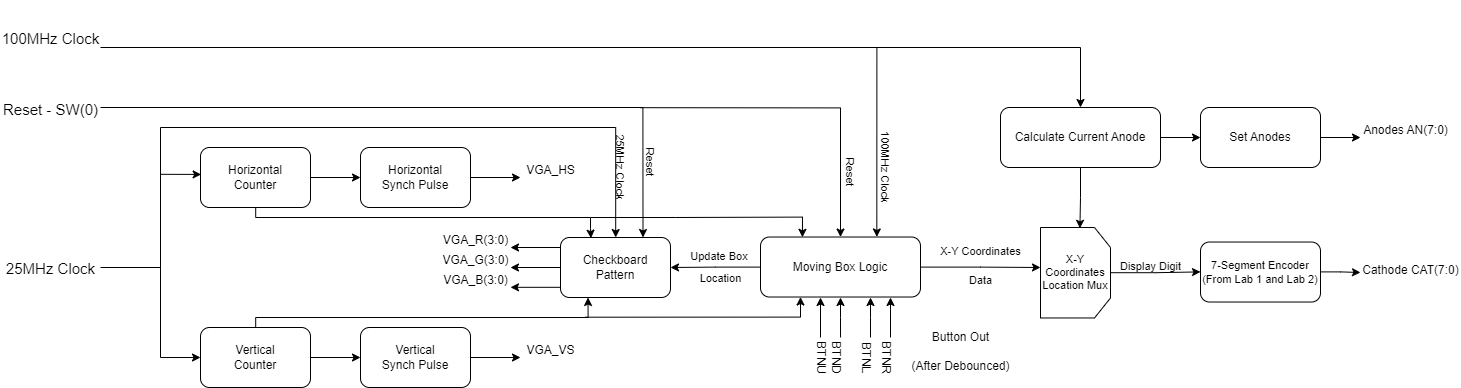 100MHz Clock
Reset - SW(0)
25MHz Clock
Horizontal
Counter
Horizontal
Synch Pulse
VGA_HS
25MHz Clock
Reset
Reset
100MHz Clock
Calculate Current Anode
Set Anodes
Anodes AN(7:0)
VGA_R(3:0)
VGA_G(3:0)
VGA_B(3:0)
Checkboard
Pattern
Update Box
Location
Moving Box Logic
X-Y Coordinates
Data
X-Y
Coordinates
Location Mux
Display Digit
7-Segment Encoder
(From Lab 1 and Lab 2)
Cathode CAT(7:0)
Vertical
Counter
Vertical
Synch Pulse
VGA_VS
BTNU
BTND
BTNL
BTNR
Button Out
(After Debounced)